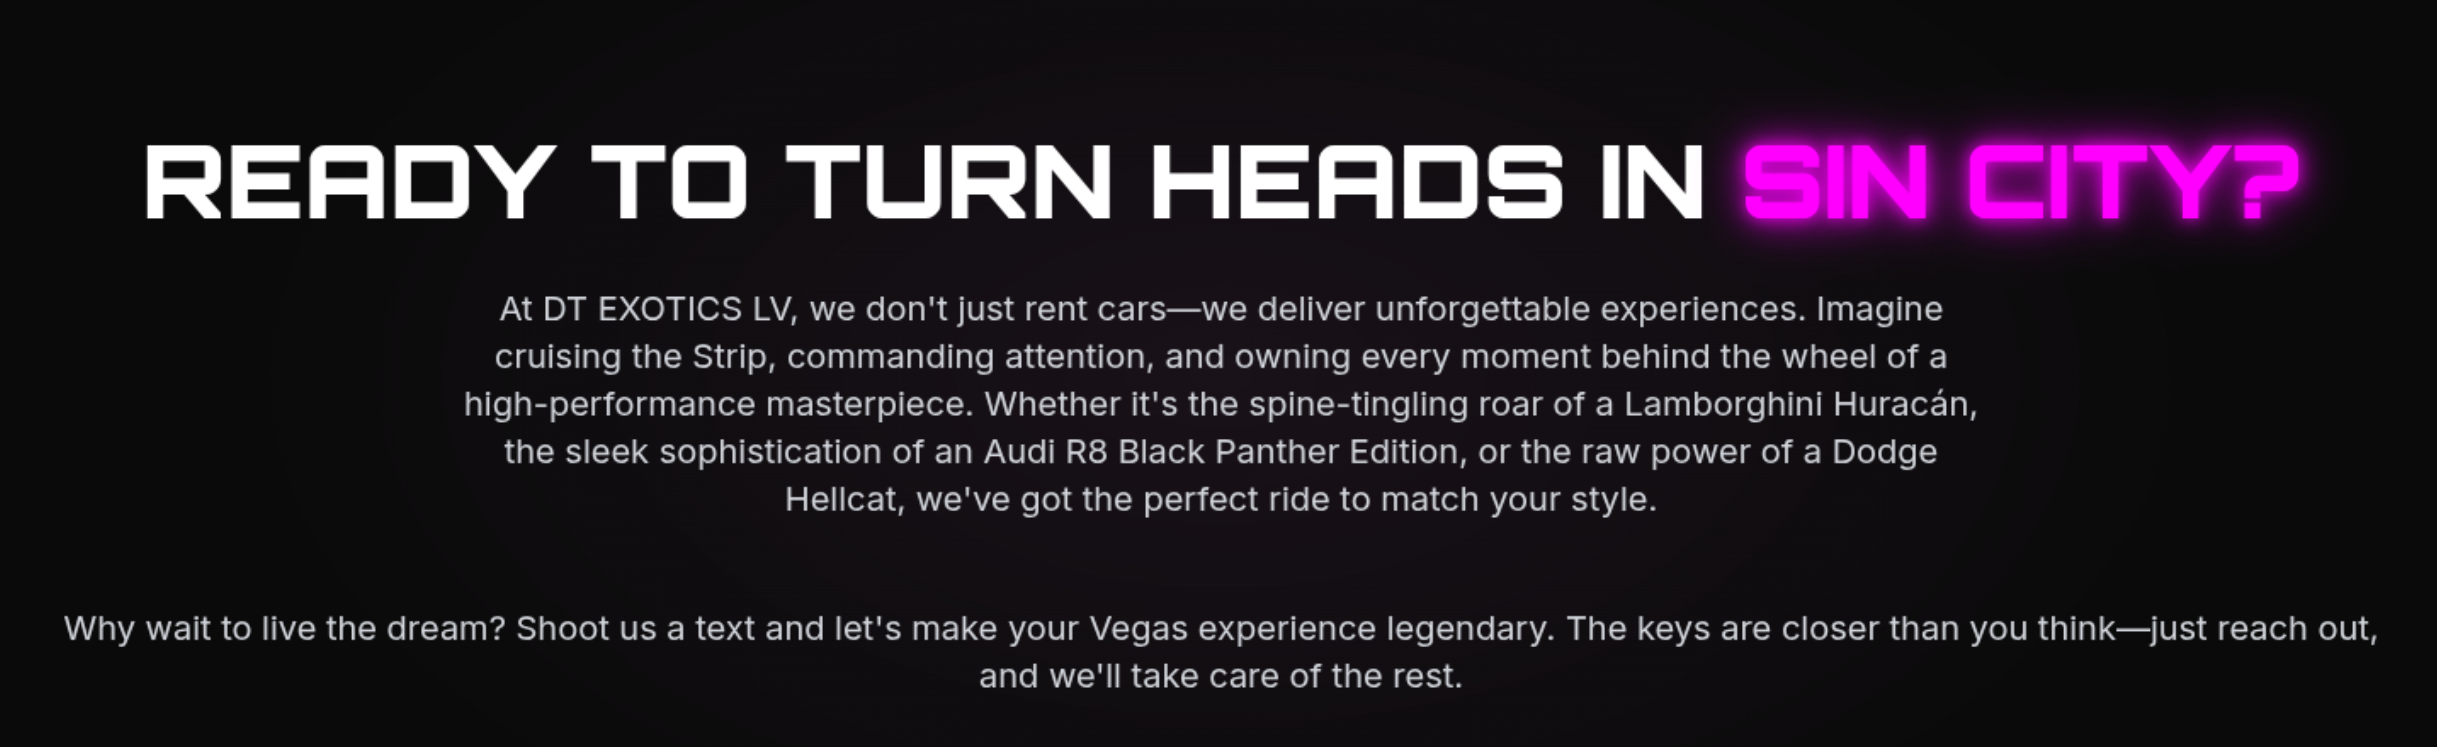 READY TO TURN HEADS IN SIN CITY?
At DT EXOTICS LV, we don't just rent cars—we deliver unforgettable experiences. Imagine
cruising the Strip, commanding attention, and owning every moment behind the wheel of a
high-performance masterpiece. Whether it's the spine-tingling roar of a Lamborghini Huracán,
the sleek sophistication of an Audi R8 Black Panther Edition, or the raw power of a Dodge
Hellcat, we've got the perfect ride to match your style.
Why wait to live the dream? Shoot us a text and let's make your Vegas experience legendary. The keys are closer than you think—just reach out,
and we'll take care of the rest.